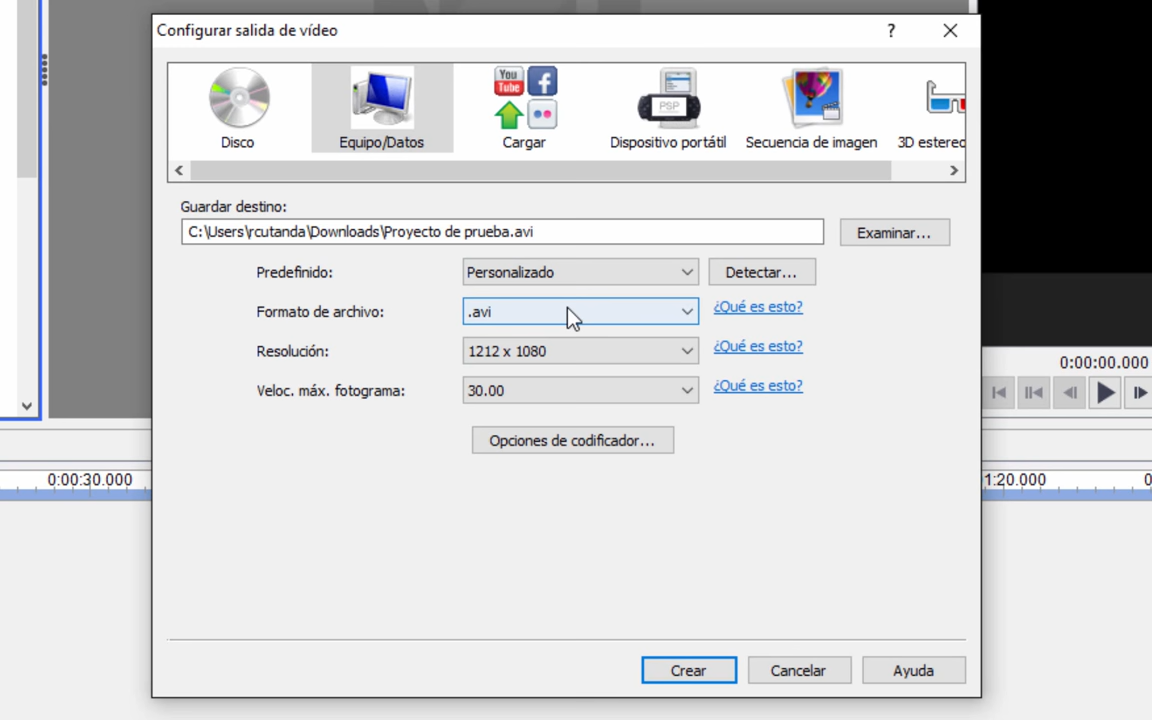 Configurar salida de vídeo
?
You
Tube
f
PSP
Disco
Equipo/Datos
Cargar
Dispositivo portátil
Secuencia de imagen
3D estereo
Guardar destino:
C:\Users\rcutanda\Downloads\Proyecto de prueba.avi
Examinar...
Predefinido:
Personalizado
Detectar...
Formato de archivo:
.avi
¿Qué es esto?
Resolución:
1212 x 1080
¿Qué es esto?
Veloc. máx. fotograma:
30.00
¿Qué es esto?
Opciones de codificador...
0:00:00.000
0:00:30.000
1:20.000
0
Crear
Cancelar
Ayuda